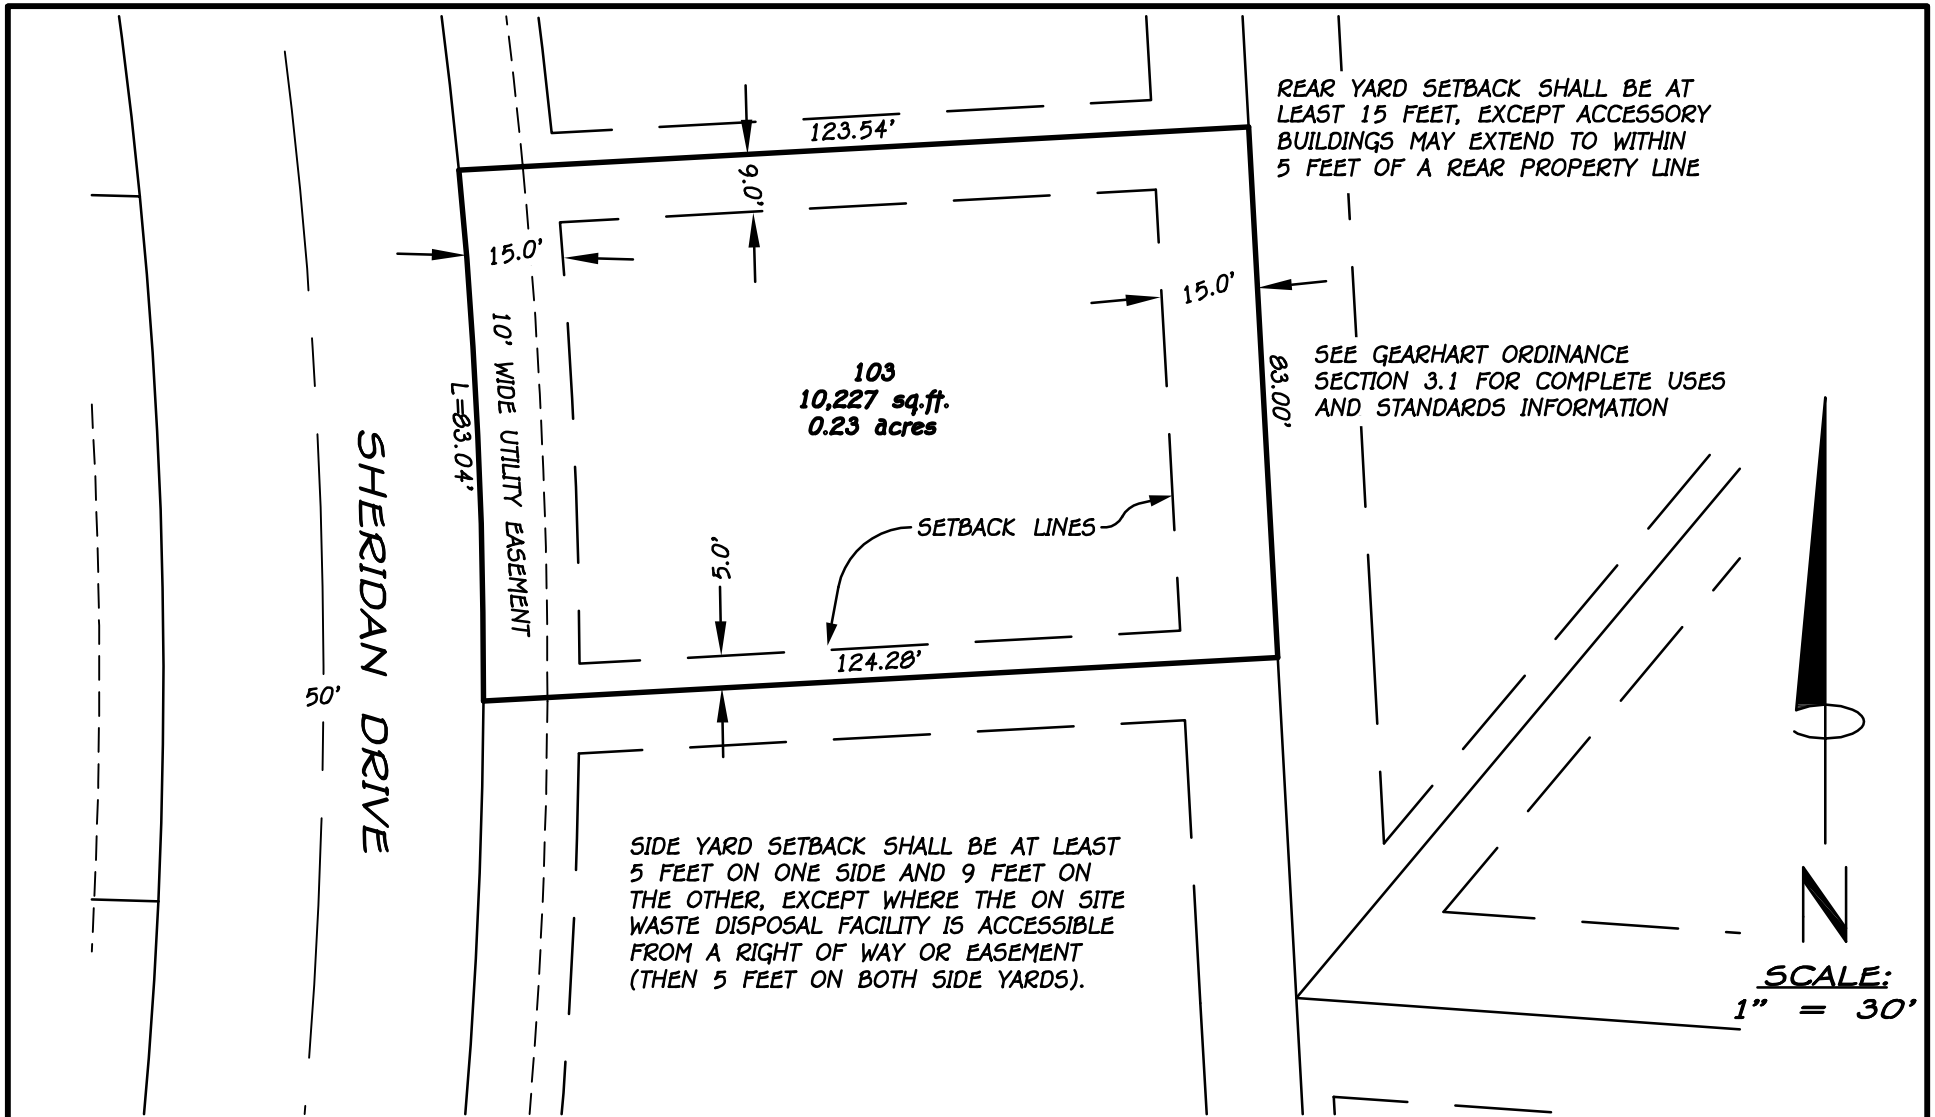 REAR YARD SETBACK SHALL BE AT
LEAST 15 FEET, EXCEPT ACCESSORY
BUILDINGS MAY EXTEND TO WITHIN
5 FEET OF A REAR PROPERTY LINE
123.54'
9.0'
15.0'
15.0'
10' WIDE UTILITY EASEMENT
L=83.04'
103
10,227 sq.ft.
0.23 acres
83.00'
SEE GEARHART ORDINANCE
SECTION 3.1 FOR COMPLETE USES
AND STANDARDS INFORMATION
SETBACK LINES
5.0'
124.28'
SHERIDAN DRIVE
50'
SIDE YARD SETBACK SHALL BE AT LEAST
5 FEET ON ONE SIDE AND 9 FEET ON
THE OTHER, EXCEPT WHERE THE ON SITE
WASTE DISPOSAL FACILITY IS ACCESSIBLE
FROM A RIGHT OF WAY OR EASEMENT
(THEN 5 FEET ON BOTH SIDE YARDS).
N
SCALE:
1" = 30'